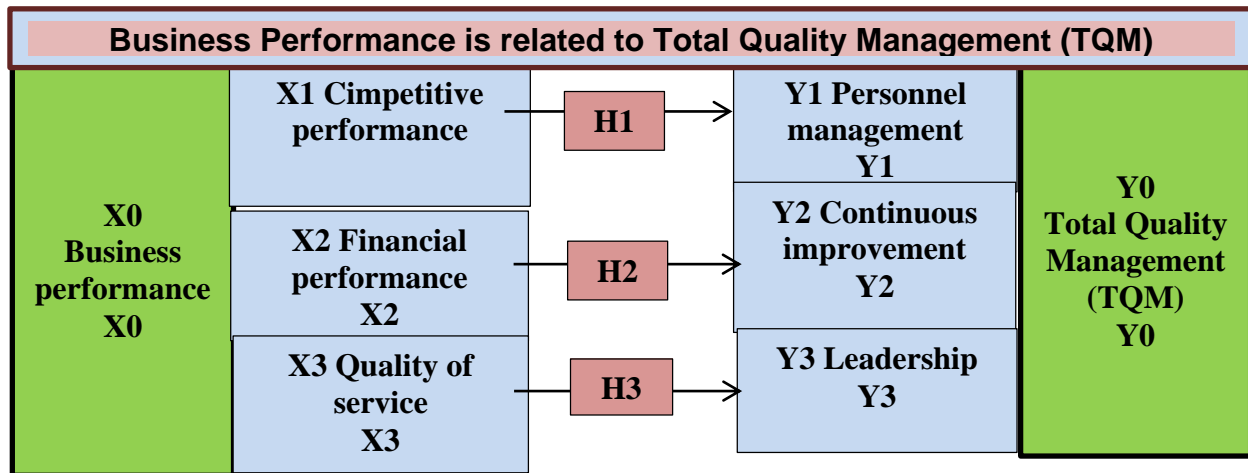 Business Performance is related to Total Quality Management (TQM)
X0
Business
performance
X0
X1 Cimpetitive
performance
H1
Y1 Personnel
management
Y1
X2 Financial
performance
X2
H2
Y2 Continuous
improvement
Y2
X3 Quality of
service
X3
H3
Y3 Leadership
Y3
Y0
Total Quality
Management
(TQM)
Y0